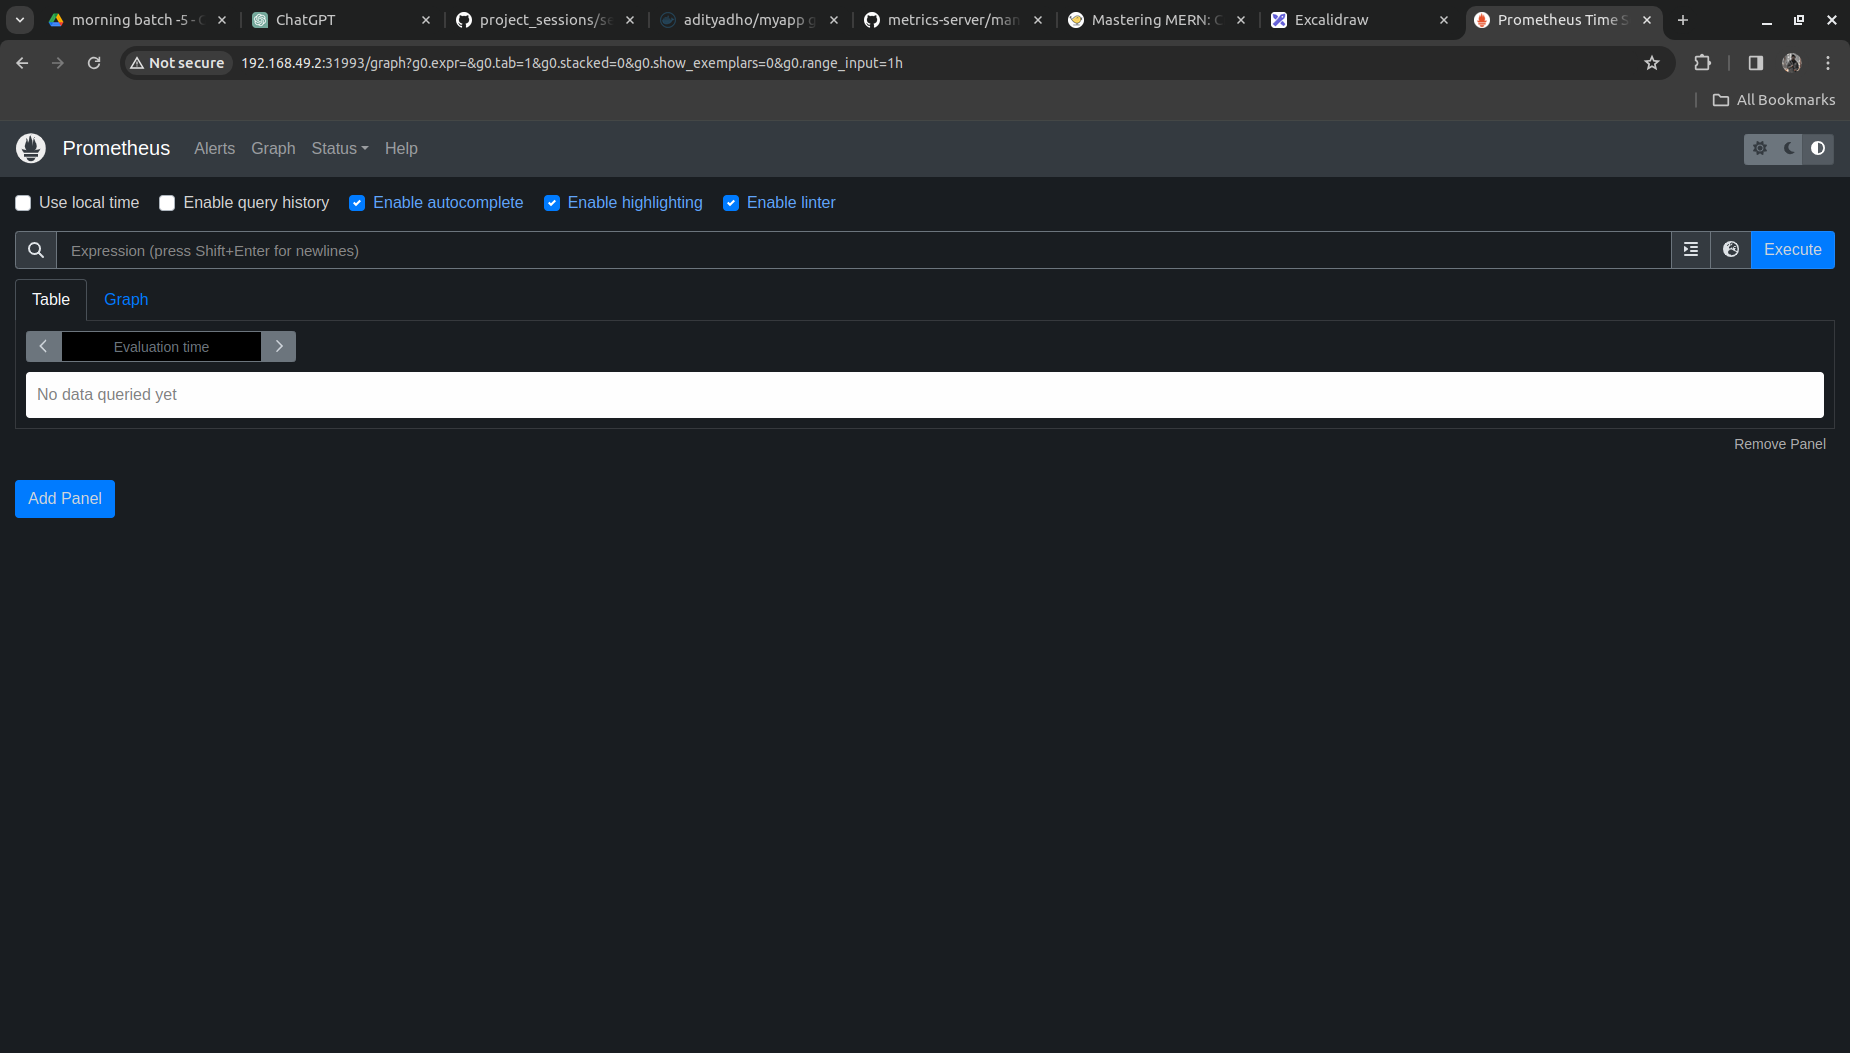 morning batch -5 - ChatGPT project_sessions/se adityadho/myapp g metrics-server/man Mastering MERN: C Excalidraw Prometheus Time S
Not secure 192.168.49.2:31993/graph?g0.expr=&g0.tab=1&g0.stacked=0&g0.show_exemplars=0&g0.range_input=1h
All Bookmarks
Prometheus Alerts Graph Status Help
Use local time Enable query history Enable autocomplete Enable highlighting Enable linter
Expression (press Shift+Enter for newlines) Execute
Table Graph
Evaluation time
No data queried yet
Remove Panel
Add Panel